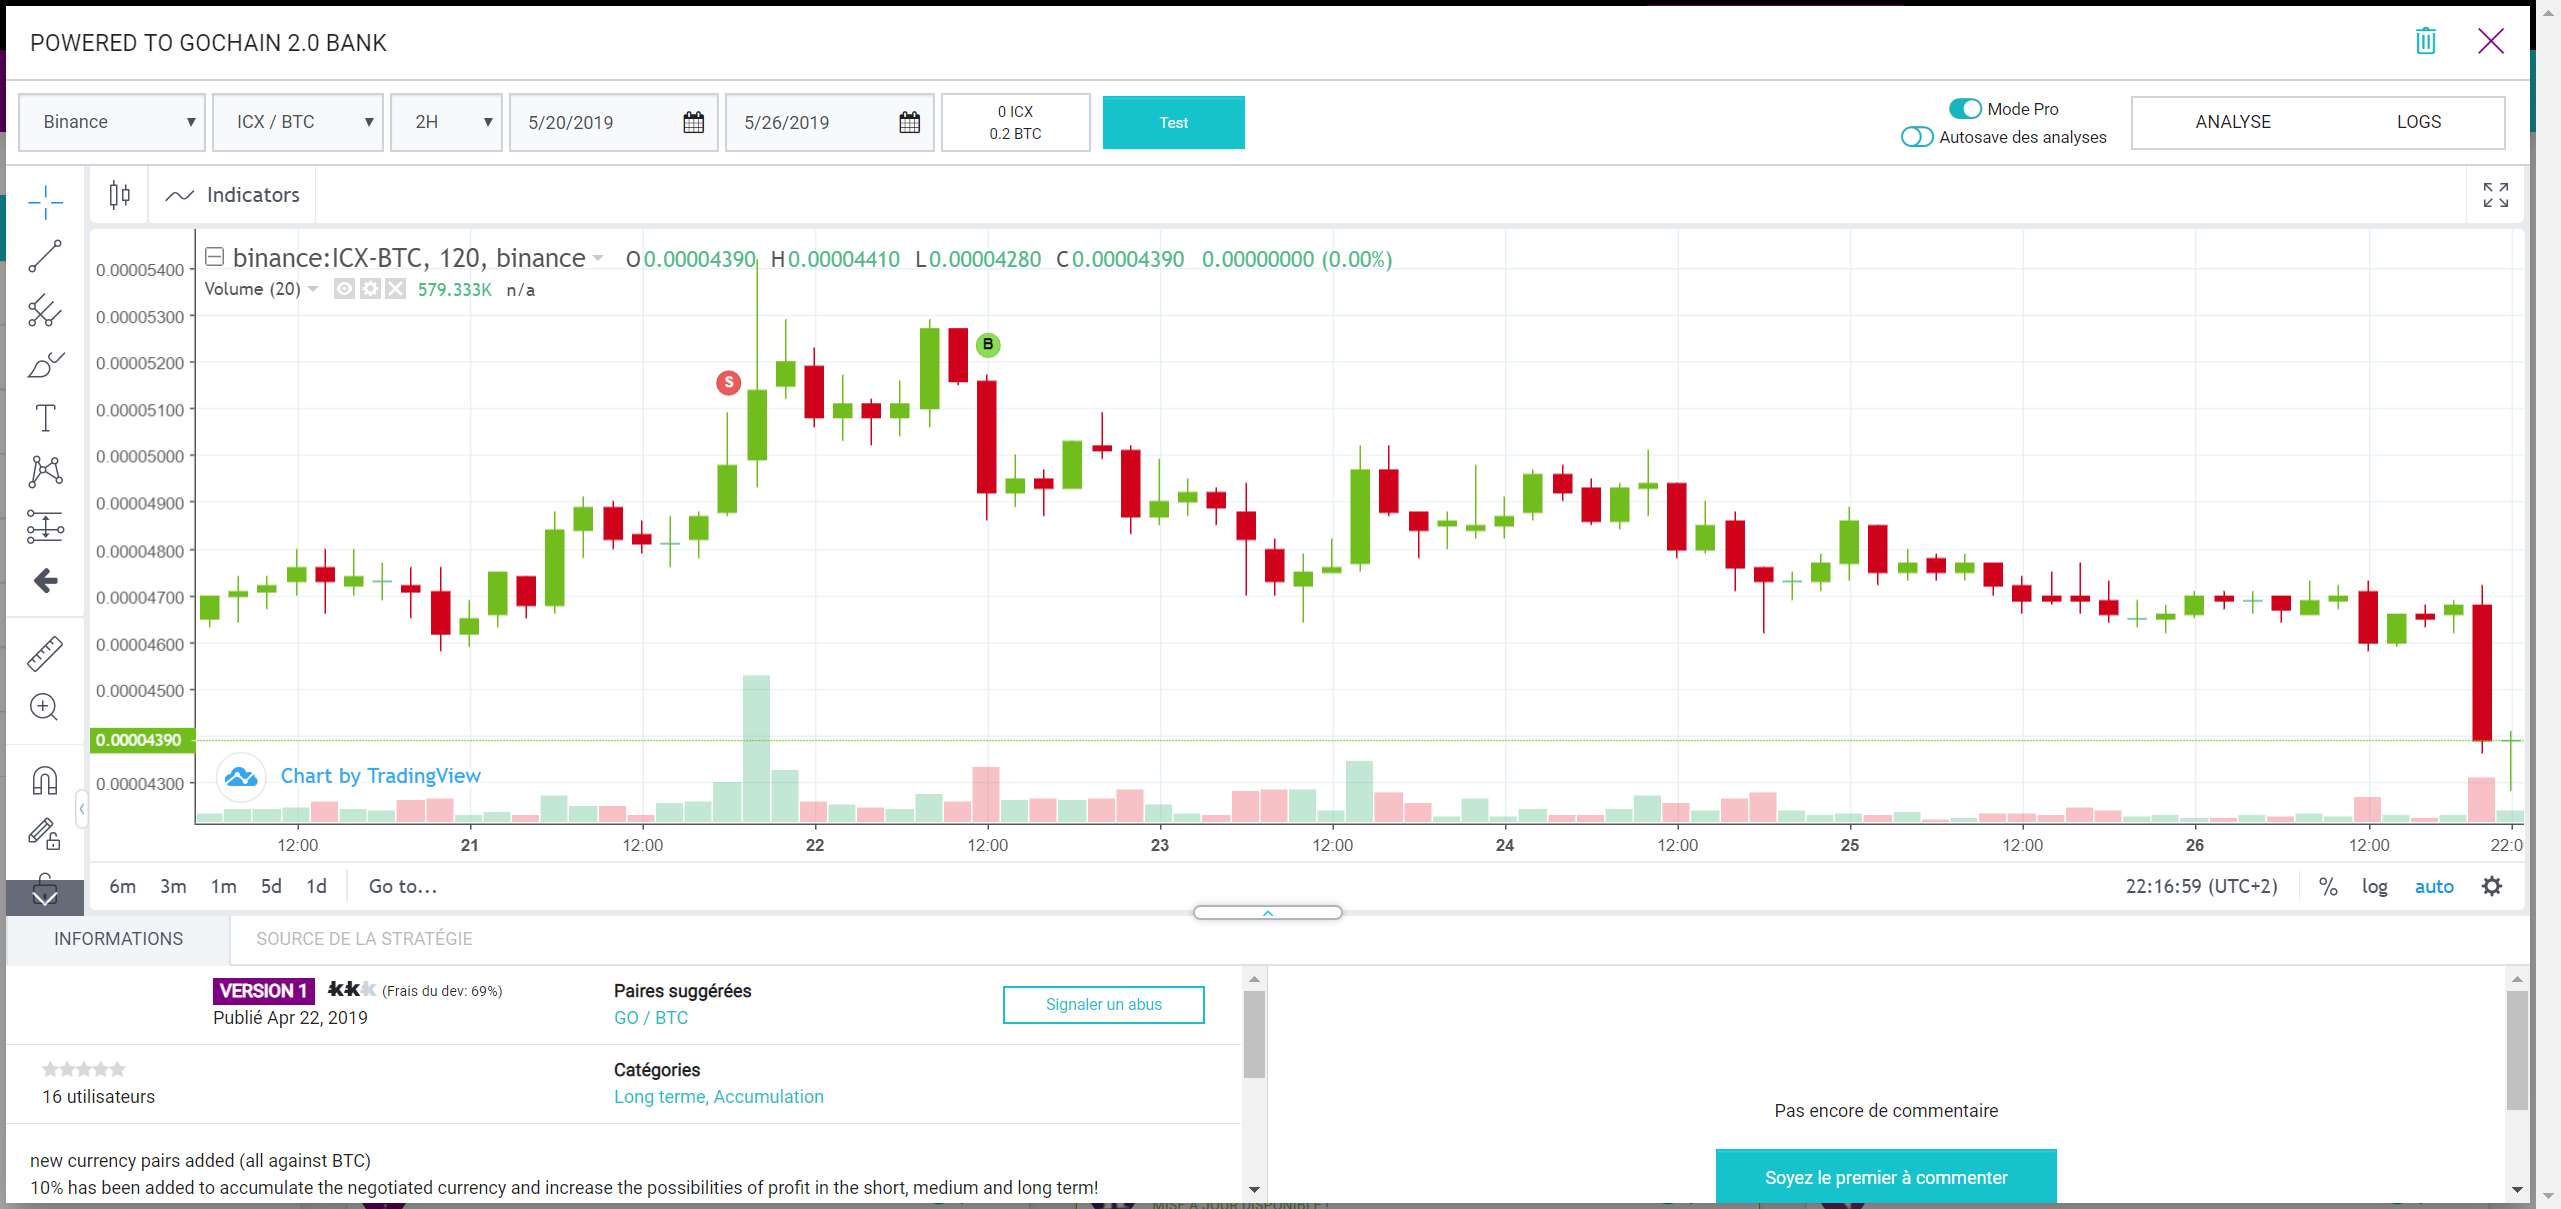 POWERED TO GOCHAIN 2.0 BANK
Binance ICX / BTC 2H 5/20/2019 5/26/2019 0 ICX Test
0.2 BTC
Mode Pro
Autosave des analyses
ANALYSE LOGS
Indicators
binance:ICX-BTC, 120, binance O0.00004390 H0.00004410 L0.00004280 C0.00004390 0.00000000 (0.00%)
Volume (20) 579.333K n/a
0.00005400
0.00005300
0.00005200
0.00005100
0.00005000
0.00004900
0.00004800
0.00004700
0.00004600
0.00004500
0.00004390
0.00004300
S
B
Chart by TradingView
12:00 21 12:00 22 12:00 23 12:00 24 12:00 25 12:00 26 12:00 22:0
6m 3m 1m 5d 1d Go to... 22:16:59 (UTC+2) % log auto
INFORMATIONS SOURCE DE LA STRATÉGIE
VERSION 1 (Frais du dev: 69%)
Publié Apr 22, 2019
Paires suggérées
GO / BTC
Signaler un abus
16 utilisateurs
Catégories
Long terme, Accumulation
new currency pairs added (all against BTC)
10% has been added to accumulate the negotiated currency and increase the possibilities of profit in the short, medium and long term!
Pas encore de commentaire
Soyez le premier à commenter
MISE À JOUR DISPONIBLE !